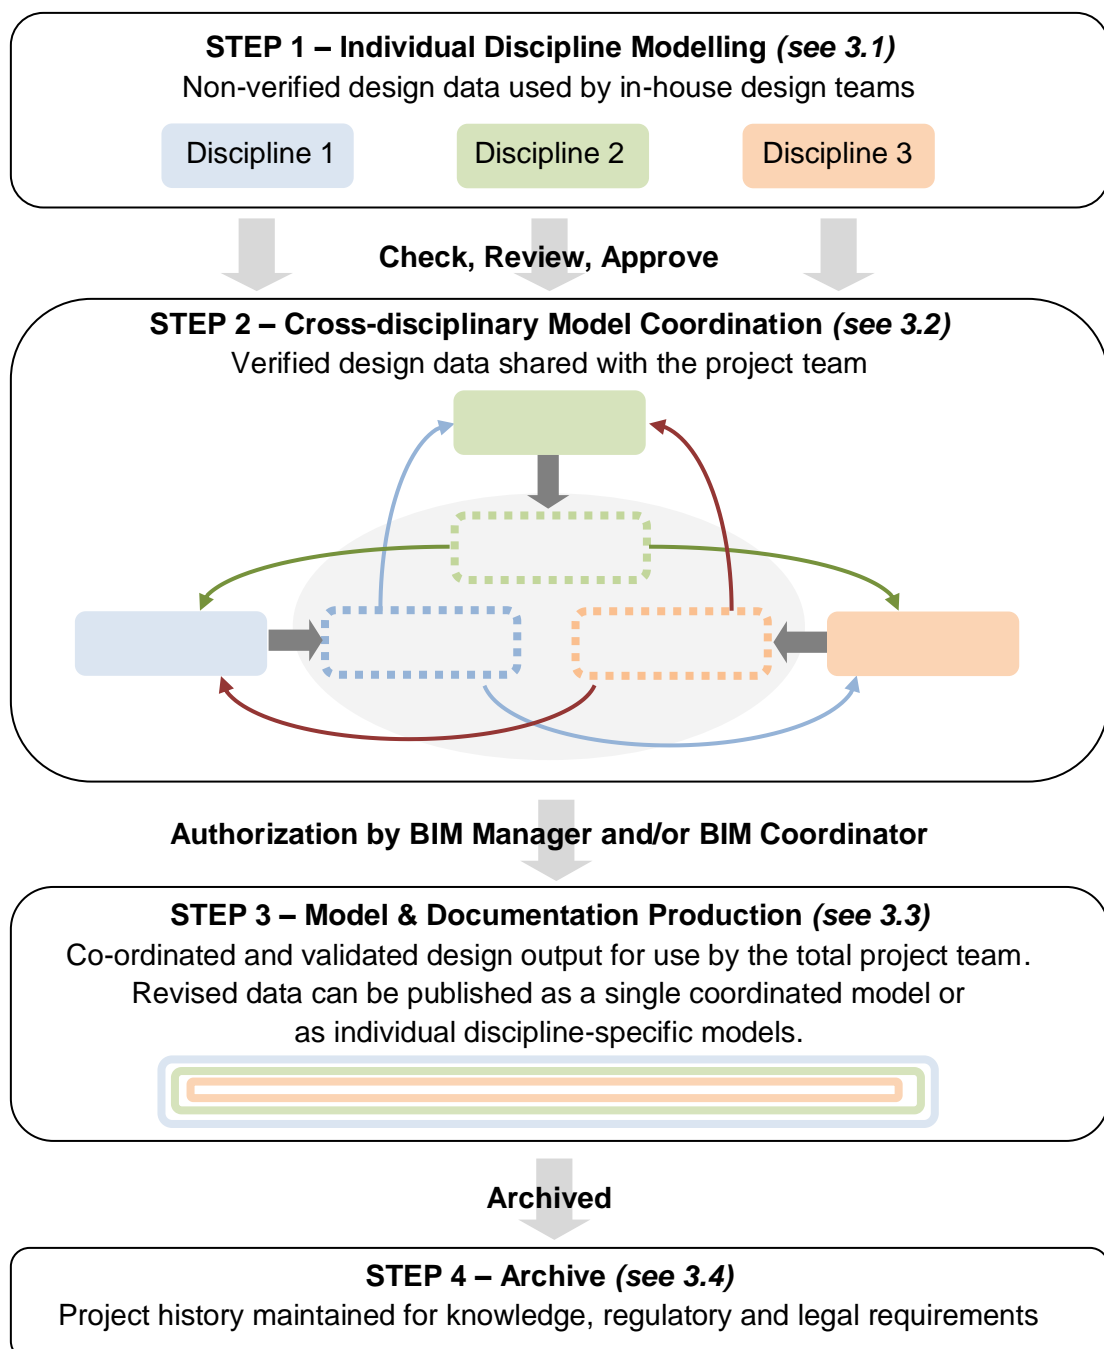 STEP 1 – Individual Discipline Modelling (see 3.1)
Non-verified design data used by in-house design teams
Discipline 1
Discipline 2
Discipline 3
Check, Review, Approve
STEP 2 – Cross-disciplinary Model Coordination (see 3.2)
Verified design data shared with the project team
Authorization by BIM Manager and/or BIM Coordinator
STEP 3 – Model & Documentation Production (see 3.3)
Co-ordinated and validated design output for use by the total project team.
Revised data can be published as a single coordinated model or
as individual discipline-specific models.
Archived
STEP 4 – Archive (see 3.4)
Project history maintained for knowledge, regulatory and legal requirements